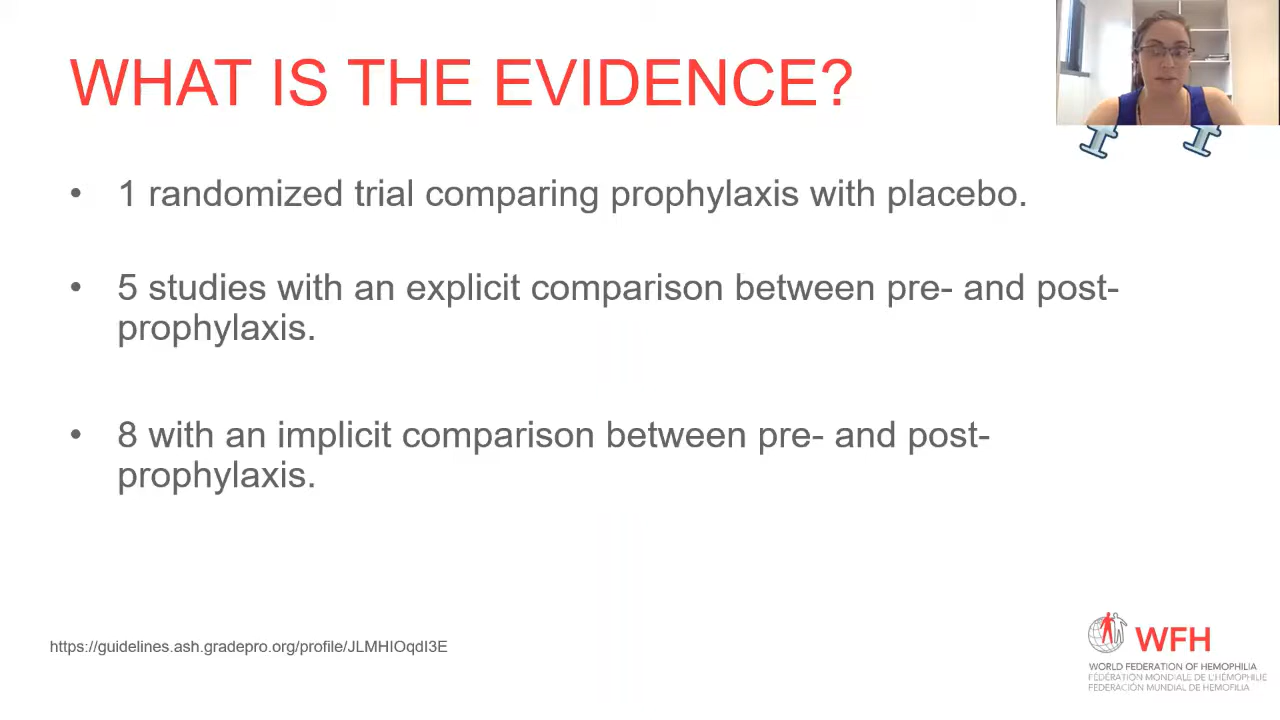 WHAT IS THE EVIDENCE?
• 1 randomized trial comparing prophylaxis with placebo.
• 5 studies with an explicit comparison between pre- and post-
prophylaxis.
• 8 with an implicit comparison between pre- and post-
prophylaxis.
https://guidelines.ash.gradepro.org/profile/JLMHIOqdI3E
WFH
WORLD FEDERATION OF HEMOPHILIA
FÉDÉRATION MONDIALE DE L'HÉMOPHILIE
FEDERACIÓN MUNDIAL DE HEMOFILIA